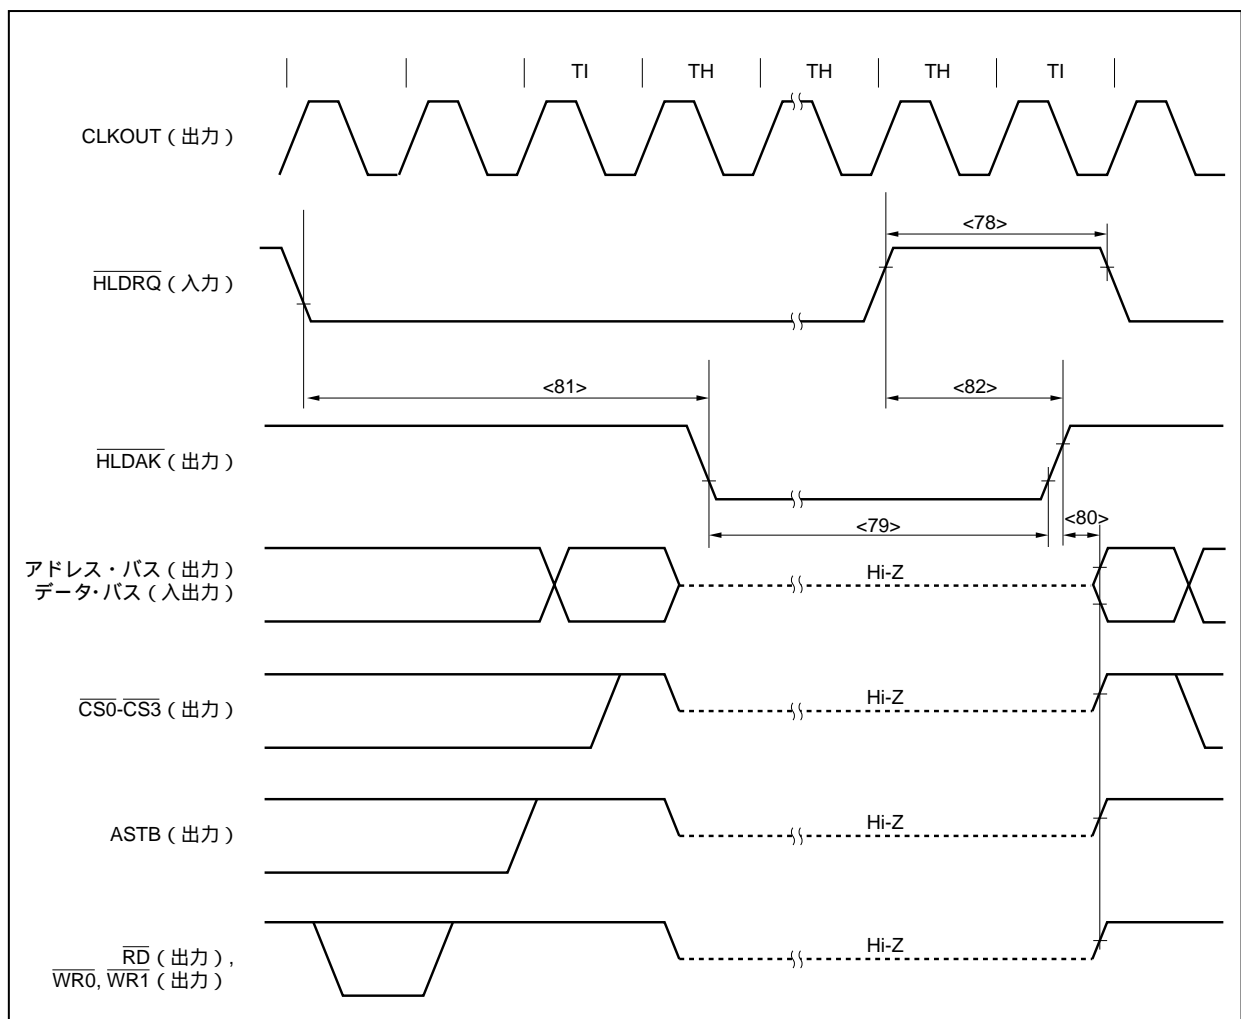 TI TH TH TH TI
CLKOUT（出力）
<78>
HLDRQ（入力）
<81> <82>
HLDAK（出力）
<79> <80>
アドレス・バス（出力） Hi-Z
データ・バス（入出力）
CS0-CS3（出力） Hi-Z
ASTB（出力） Hi-Z
RD（出力）, Hi-Z
WR0, WR1（出力）